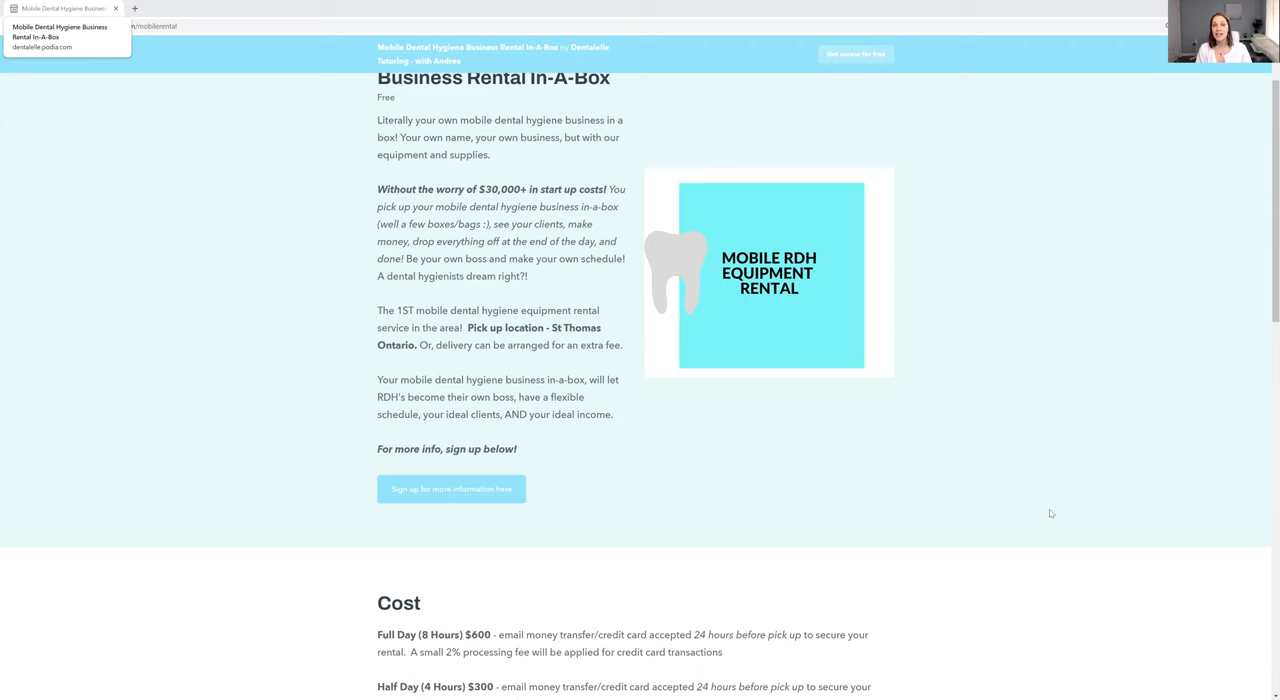 Mobile Dental Hygiene Business
Mobile Dental Hygiene Business
Rental In-A-Box
dentalelle.podia.com
m/mobilerental
Mobile Dental Hygiene Business Rental In-A-Box by Dentalelle
Tutoring - with Andrea
Get access for free
Business Rental In-A-Box
Free
Literally your own mobile dental hygiene business in a
box! Your own name, your own business, but with our
equipment and supplies.
Without the worry of $30,000+ in start up costs! You
pick up your mobile dental hygiene business in-a-box
(well a few boxes/bags :), see your clients, make
money, drop everything off at the end of the day, and
done! Be your own boss and make your own schedule!
A dental hygienists dream right?!
The 1ST mobile dental hygiene equipment rental
service in the area! Pick up location - St Thomas
Ontario. Or, delivery can be arranged for an extra fee.
Your mobile dental hygiene business in-a-box, will let
RDH's become their own boss, have a flexible
schedule, your ideal clients, AND your ideal income.
For more info, sign up below!
Sign up for more information here
MOBILE RDH
EQUIPMENT
RENTAL
Cost
Full Day (8 Hours) $600 - email money transfer/credit card accepted 24 hours before pick up to secure your
rental. A small 2% processing fee will be applied for credit card transactions
Half Day (4 Hours) $300 - email money transfer/credit card accepted 24 hours before pick up to secure your